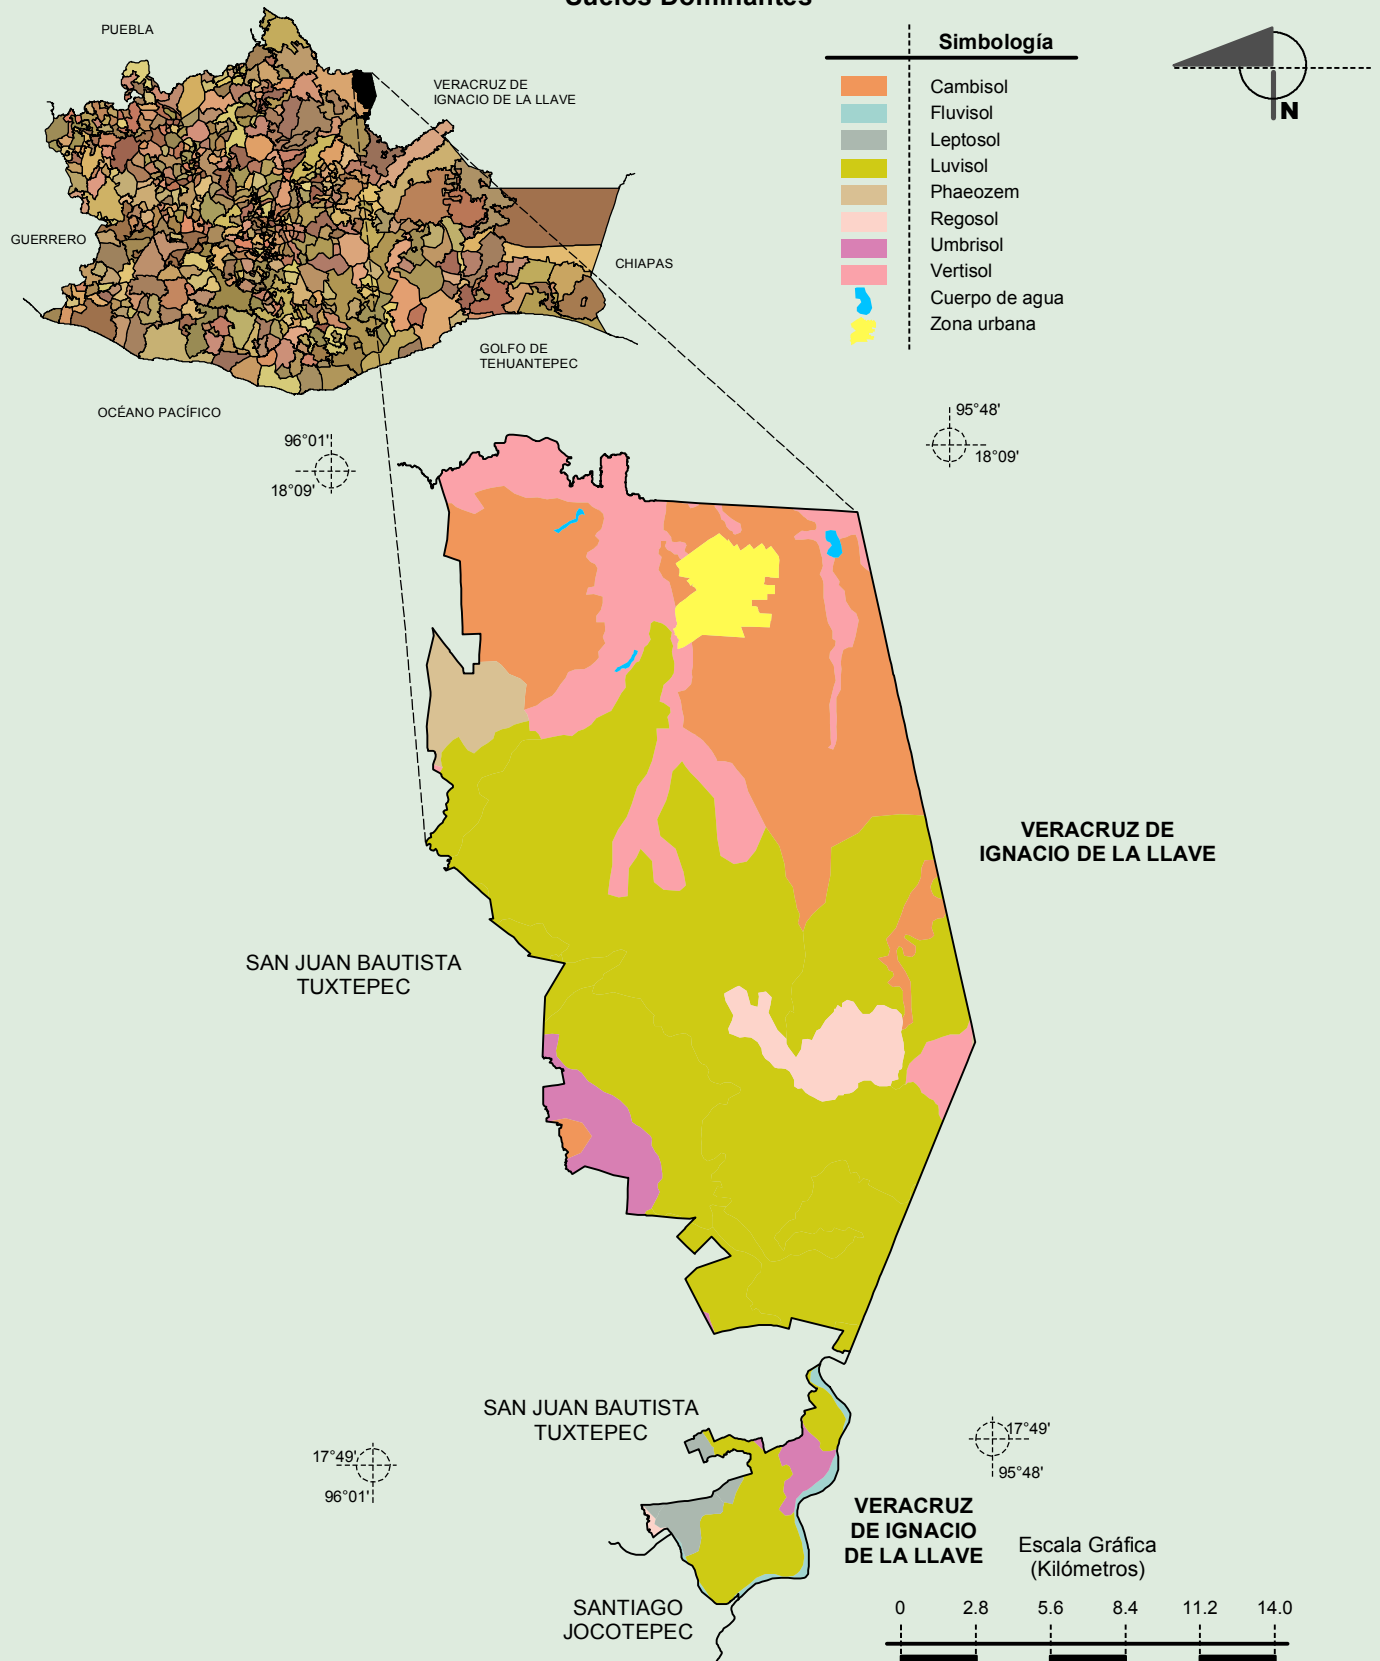 Suelos Dominantes
PUEBLA
VERACRUZ DE
IGNACIO DE LA LLAVE
GUERRERO
CHIAPAS
GOLFO DE
TEHUANTEPEC
OCÉANO PACÍFICO
Simbología
Cambisol
Fluvisol
Leptosol
Luvisol
Phaeozem
Regosol
Umbrisol
Vertisol
Cuerpo de agua
Zona urbana
N
96°01'
18°09'
95°48'
18°09'
VERACRUZ DE
IGNACIO DE LA LLAVE
SAN JUAN BAUTISTA
TUXTEPEC
SAN JUAN BAUTISTA
TUXTEPEC
17°49'
96°01'
17°49'
95°48'
VERACRUZ
DE IGNACIO
DE LA LLAVE
SANTIAGO
JOCOTEPEC
Escala Gráfica
(Kilómetros)
0 2.8 5.6 8.4 11.2 14.0